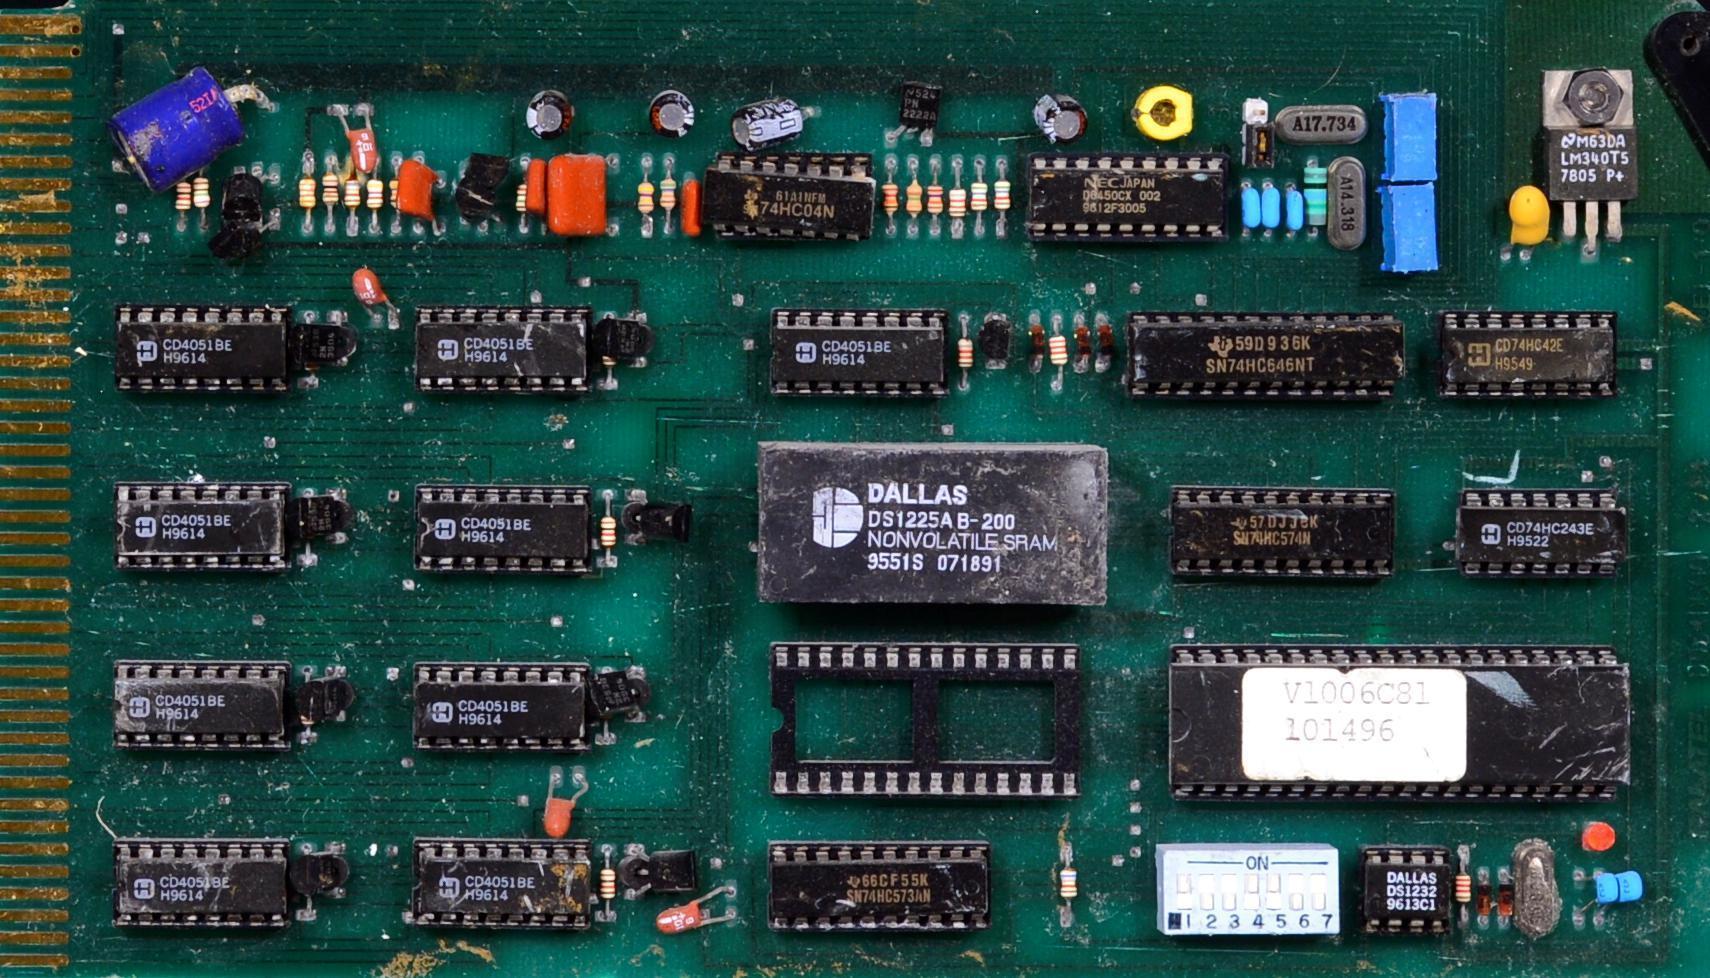 521
N524
PN
2222A
A17.734
M63DA
LM340T5
7805 P+
61A1NFM
74HC04N
NEC JAPAN
D8450CX 002
9612F3005
A14.318
CD4051BE
H9614
CD4051BE
H9614
CD4051BE
H9614
59D936K
SN74HC646NT
CD74HC42E
H9549
CD4051BE
H9614
CD4051BE
H9614
DALLAS
DS1225AB-200
NONVOLATILE SRAM
9551S 071891
SN74HC574N
CD74HC243E
H9522
CD4051BE
H9614
CD4051BE
H9614
V1006C81
101496
CD4051BE
H9614
CD4051BE
H9614
66CF55K
SN74HC573AN
ON
1 2 3 4 5 6 7
DALLAS
DS1232
9613C1